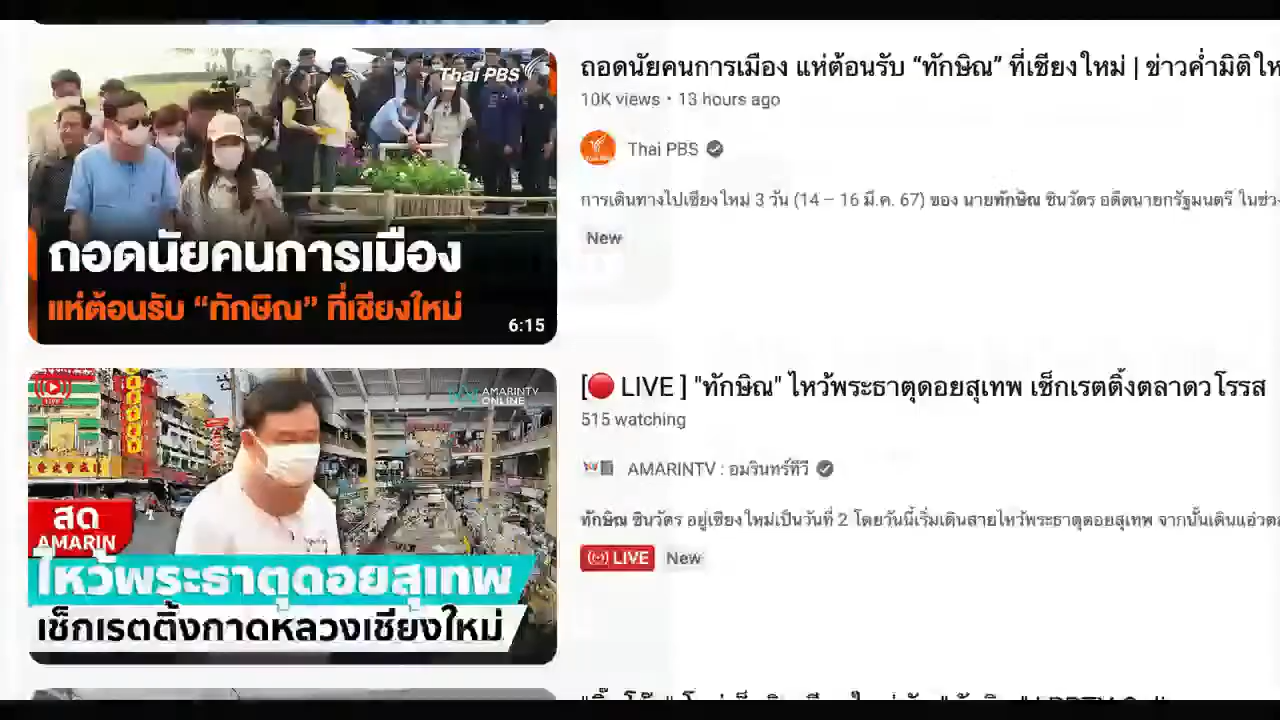 Thai PBS
ถอดนัยคนการเมือง
แห่ต้อนรับ “ทักษิณ” ที่เชียงใหม่
6:15
ถอดนัยคนการเมือง แห่ต้อนรับ “ทักษิณ” ที่เชียงใหม่ | ข่าวค่ำมิติให
10K views • 13 hours ago
Thai PBS
การเดินทางไปเชียงใหม่ 3 วัน (14 – 16 มี.ค. 67) ของ นายทักษิณ ชินวัตร อดีตนายกรัฐมนตรี ในช่ว
New
LIVE
AMARINTV
ONLINE
สด
AMARIN
ไหว้พระธาตุดอยสุเทพ
เช็กเรตติ้งกาดหลวงเชียงใหม่
[🔴 LIVE ] "ทักษิณ" ไหว้พระธาตุดอยสุเทพ เช็กเรตติ้งตลาดวโรรส
515 watching
AMARINTV : อมรินทร์ทีวี
ทักษิณ ชินวัตร อยู่เชียงใหม่เป็นวันที่ 2 โดยวันนี้เริ่มเดินสายไหว้พระธาตุดอยสุเทพ จากนั้นเดินแอ่วต
LIVE New